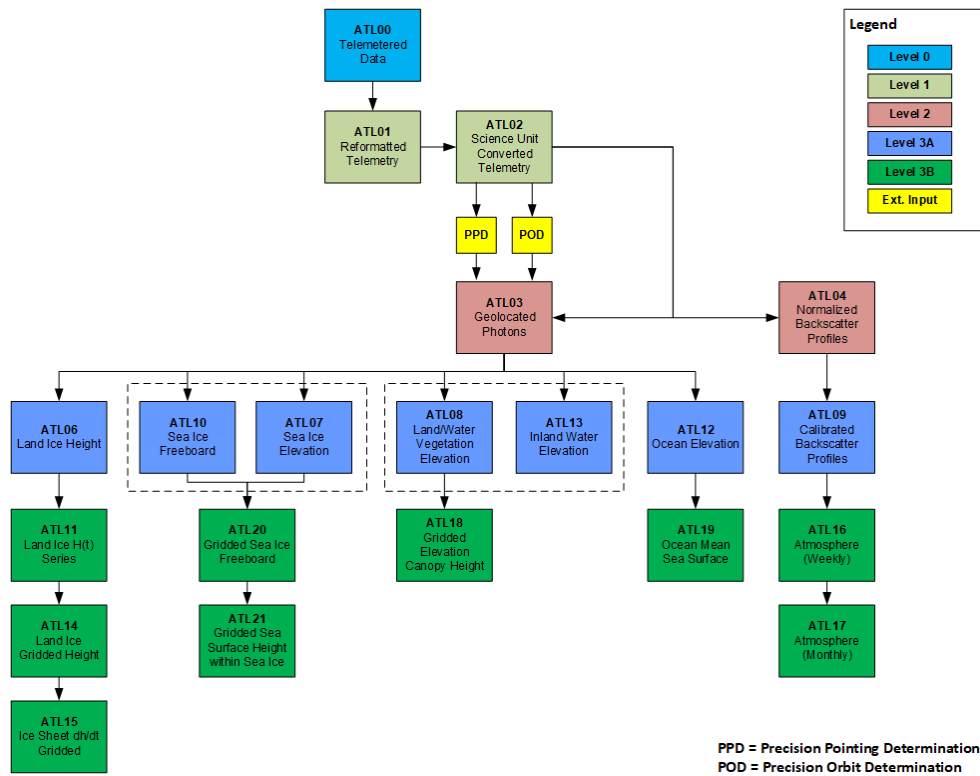 ATL00
Telemetered
Data
Legend
Level 0
Level 1
Level 2
Level 3A
Level 3B
Ext. Input
ATL01
Reformatted
Telemetry
ATL02
Science Unit
Converted
Telemetry
PPD
POD
ATL03
Geolocated
Photons
ATL04
Normalized
Backscatter
Profiles
ATL06
Land Ice Height
ATL10
Sea Ice
Freeboard
ATL07
Sea Ice
Elevation
ATL08
Land/Water
Vegetation
Elevation
ATL13
Inland Water
Elevation
ATL12
Ocean Elevation
ATL09
Calibrated
Backscatter
Profiles
ATL11
Land Ice H(t)
Series
ATL20
Gridded Sea Ice
Freeboard
ATL18
Gridded
Elevation
Canopy Height
ATL19
Ocean Mean
Sea Surface
ATL16
Atmosphere
(Weekly)
ATL14
Land Ice
Gridded Height
ATL21
Gridded Sea
Surface Height
within Sea Ice
ATL17
Atmosphere
(Monthly)
ATL15
Ice Sheet dh/dt
Gridded
PPD = Precision Pointing Determination
POD = Precision Orbit Determination